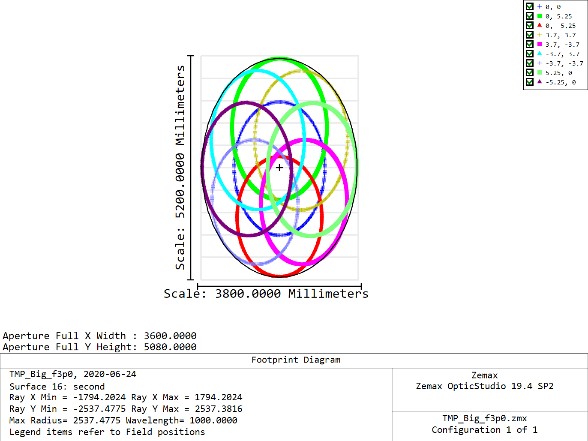 0, 0
0, 5.25
0, -5.25
3.7, 3.7
3.7, -3.7
-3.7, 3.7
-3.7, -3.7
5.25, 0
-5.25, 0
Scale: 5200.0000 Millimeters
Scale: 3800.0000 Millimeters
Aperture Full X Width : 3600.0000
Aperture Full Y Height: 5080.0000
Footprint Diagram
TMP_Big_f3p0, 2020-06-24
Surface 16: second
Ray X Min = -1794.2024 Ray X Max = 1794.2024
Ray Y Min = -2537.4775 Ray Y Max = 2537.3816
Max Radius= 2537.4775 Wavelength= 1000.0000
Legend items refer to Field positions
Zemax
Zemax OpticStudio 19.4 SP2
TMP_Big_f3p0.zmx
Configuration 1 of 1